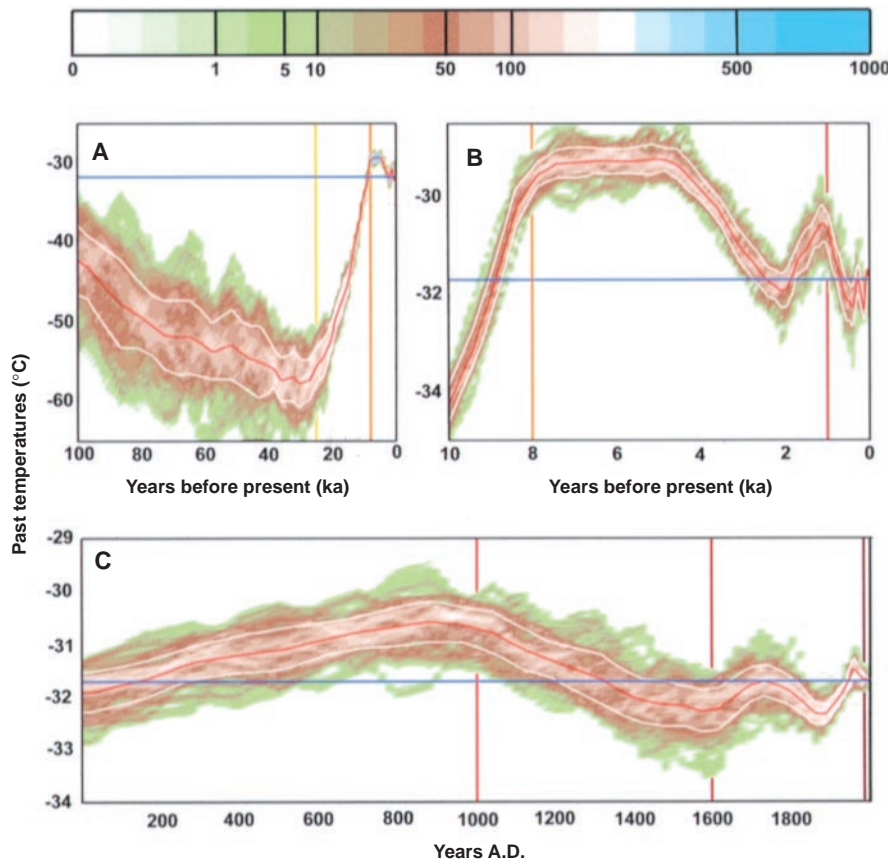 0 1 5 10 50 100 500 1000
A
B
-30
-40
-50
-60
-30
-32
-34
100 80 60 40 20 0
10 8 6 4 2 0
Years before present (ka)
Years before present (ka)
Past temperatures (°C)
C
-29
-30
-31
-32
-33
-34
200 400 600 800 1000 1200 1400 1600 1800
Years A.D.